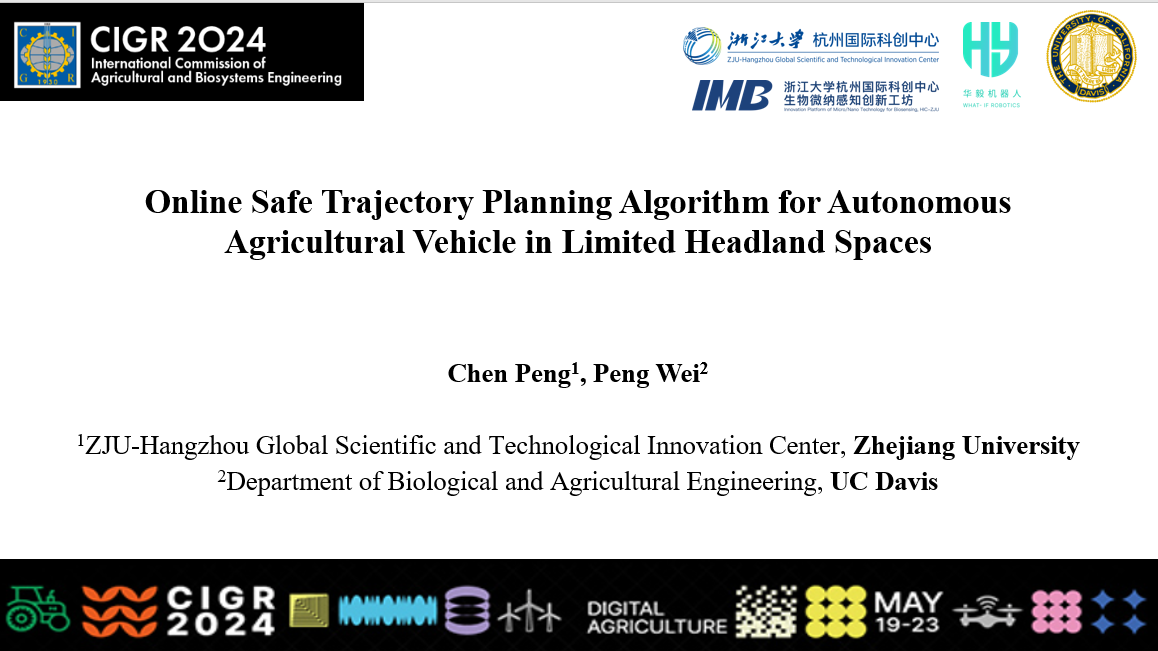 CIGR 2024
International Commission of
Agricultural and Biosystems Engineering
C I
G R
1930
浙江大学 杭州国际科创中心
ZJU-Hangzhou Global Scientific and Technological Innovation Center
IMB
浙江大学杭州国际科创中心
生物微纳感知创新工坊
Innovation Platform of Micro/Nano Technology for Biosensing, HIC-ZJU
华毅机器人
WHAT-IF ROBOTICS
THE·UNIVERSITY·OF·CALIFORNIA
DAVIS
Online Safe Trajectory Planning Algorithm for Autonomous
Agricultural Vehicle in Limited Headland Spaces
Chen Peng¹, Peng Wei²
¹ZJU-Hangzhou Global Scientific and Technological Innovation Center, Zhejiang University
²Department of Biological and Agricultural Engineering, UC Davis
CIGR
2024
DIGITAL
AGRICULTURE
MAY
19-23